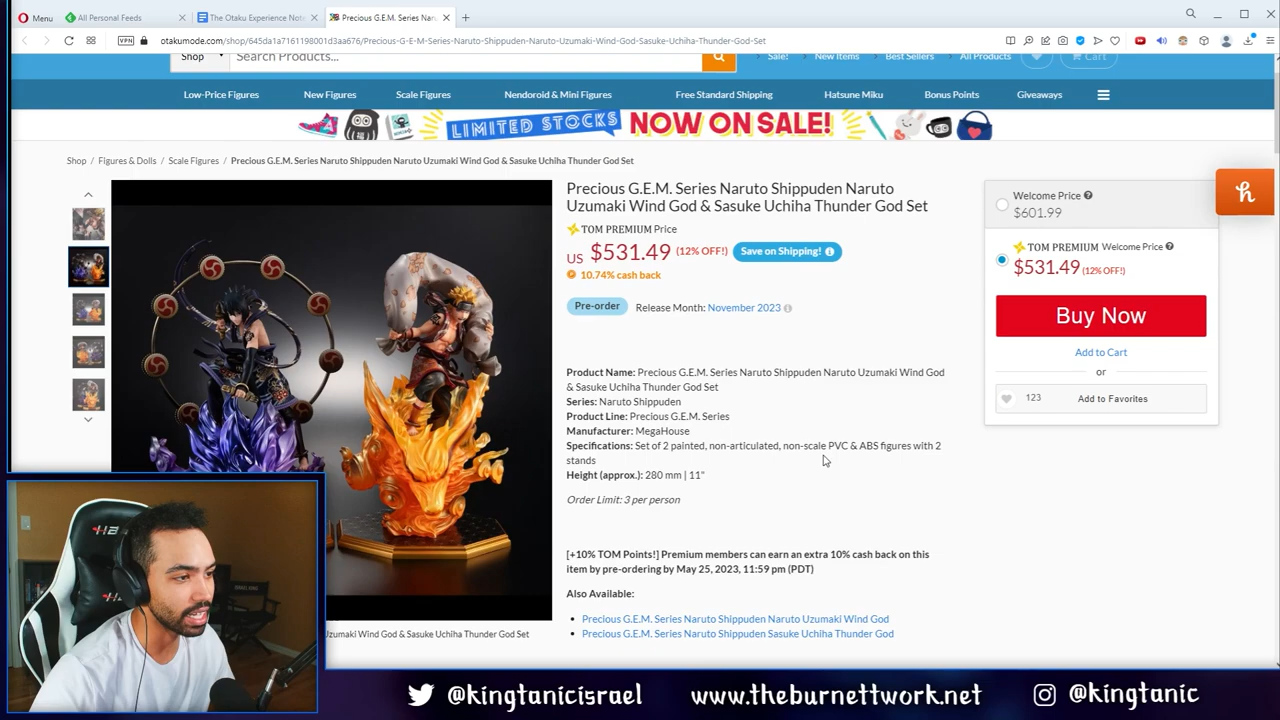 Menu
All Personal Feeds
The Otaku Experience Not
Precious G.E.M. Series Naru
VPN
otakumode.com/shop/645da1a7161198001d3aa676/Precious-G-E-M-Series-Naruto-Shippuden-Naruto-Uzumaki-Wind-God-Sasuke-Uchiha-Thunder-God-Set
Shop
Search Products...
Sale!
New Items
Best Sellers
All Products
Cart
Low-Price Figures
New Figures
Scale Figures
Nendoroid & Mini Figures
Free Standard Shipping
Hatsune Miku
Bonus Points
Giveaways
LIMITED STOCKS NOW ON SALE!
Shop / Figures & Dolls / Scale Figures / Precious G.E.M. Series Naruto Shippuden Naruto Uzumaki Wind God & Sasuke Uchiha Thunder God Set
Precious G.E.M. Series Naruto Shippuden Naruto
Uzumaki Wind God & Sasuke Uchiha Thunder God Set
TOM PREMIUM Price
US $531.49 (12% OFF!) Save on Shipping!
10.74% cash back
Pre-order Release Month: November 2023
Product Name: Precious G.E.M. Series Naruto Shippuden Naruto Uzumaki Wind God
& Sasuke Uchiha Thunder God Set
Series: Naruto Shippuden
Product Line: Precious G.E.M. Series
Manufacturer: MegaHouse
Specifications: Set of 2 painted, non-articulated, non-scale PVC & ABS figures with 2
stands
Height (approx.): 280 mm | 11"
Order Limit: 3 per person
[+10% TOM Points!] Premium members can earn an extra 10% cash back on this
item by pre-ordering by May 25, 2023, 11:59 pm (PDT)
Also Available:
Precious G.E.M. Series Naruto Shippuden Naruto Uzumaki Wind God
Precious G.E.M. Series Naruto Shippuden Sasuke Uchiha Thunder God
Welcome Price
$601.99
TOM PREMIUM Welcome Price
$531.49 (12% OFF!)
Buy Now
Add to Cart
or
123 Add to Favorites
h
Uzumaki Wind God & Sasuke Uchiha Thunder God Set
@kingtanicisrael
www.theburnettwork.net
@kingtanic